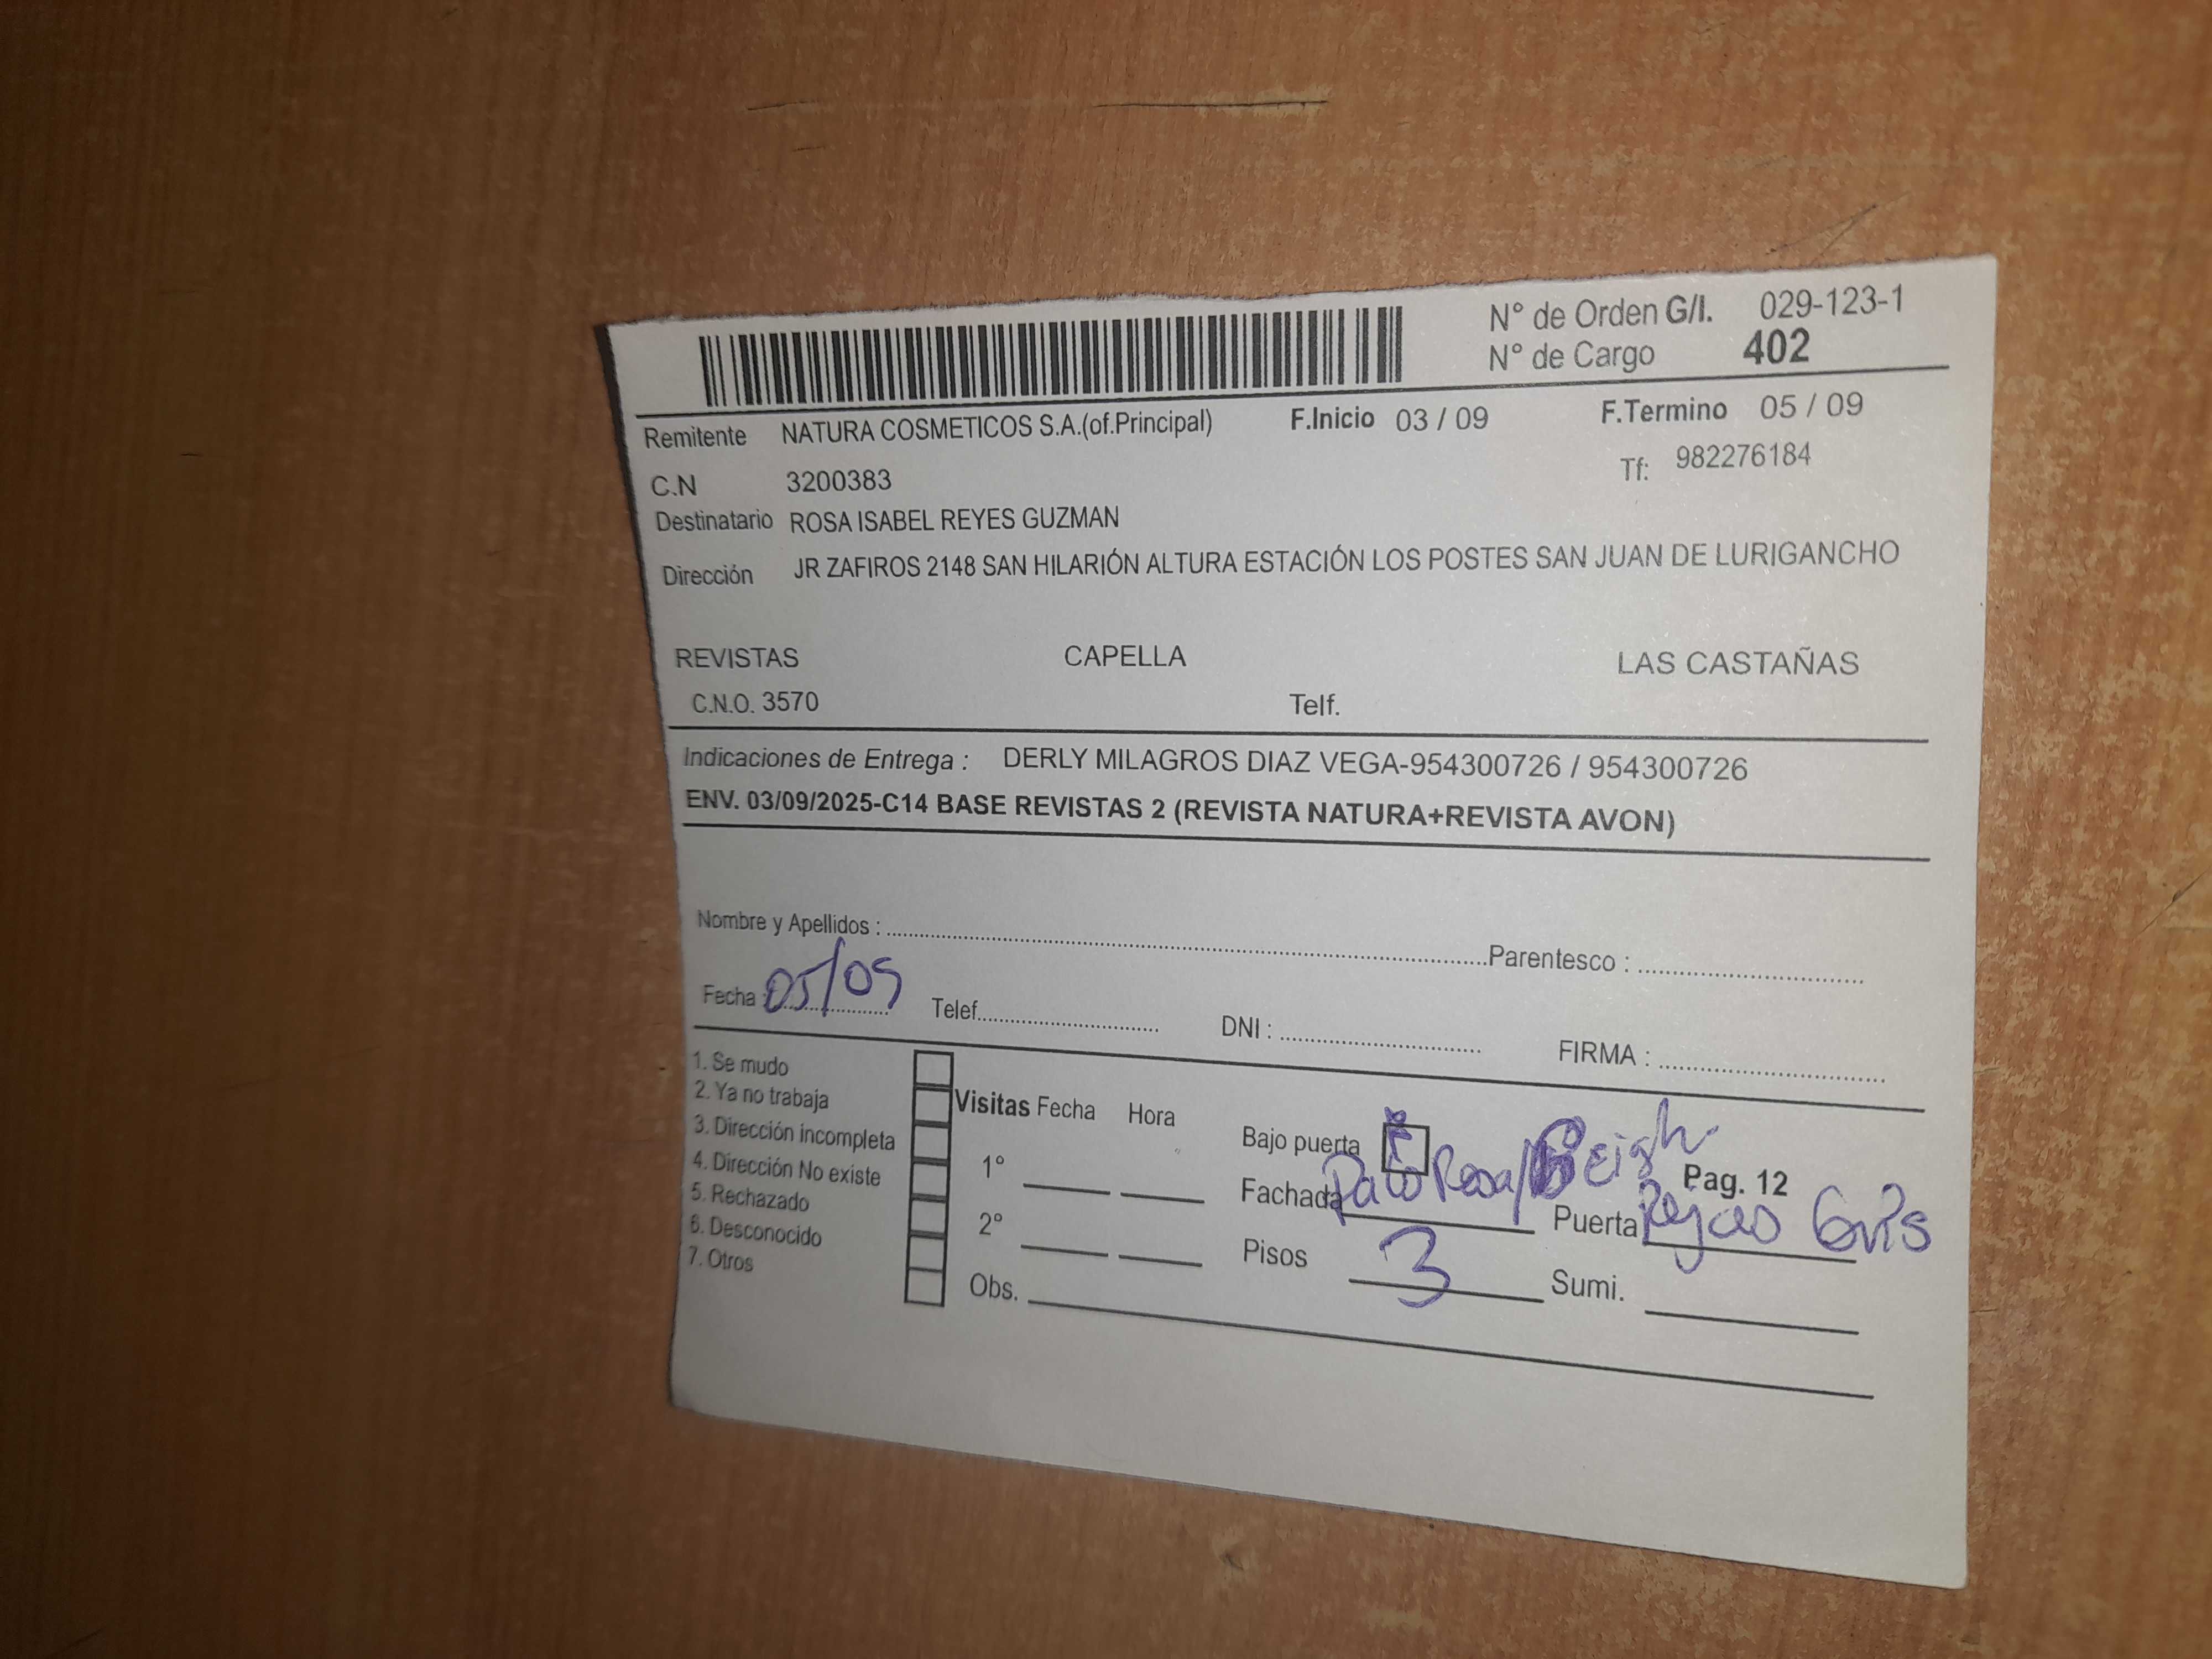 N° de Orden G/I. 029-123-1
N° de Cargo 402
Remitente NATURA COSMETICOS S.A.(of.Principal) F.Inicio 03 / 09 F.Termino 05 / 09
C.N 3200383 Tf: 982276184
Destinatario ROSA ISABEL REYES GUZMAN
Dirección JR ZAFIROS 2148 SAN HILARIÓN ALTURA ESTACIÓN LOS POSTES SAN JUAN DE LURIGANCHO
REVISTAS CAPELLA LAS CASTAÑAS
C.N.O. 3570 Telf.
Indicaciones de Entrega : DERLY MILAGROS DIAZ VEGA-954300726 / 954300726
ENV. 03/09/2025-C14 BASE REVISTAS 2 (REVISTA NATURA+REVISTA AVON)
Nombre y Apellidos : Parentesco :
Fecha : 05/09 Telef. DNI : FIRMA :
1. Se mudo
2. Ya no trabaja
3. Dirección incompleta
4. Dirección No existe
5. Rechazado
6. Desconocido
7. Otros
Visitas Fecha Hora
1°
2°
Obs.
Bajo puerta
Fachada Rosa/Beigh
Pag. 12
Puerta Rejas Gris
Pisos 3 Sumi.